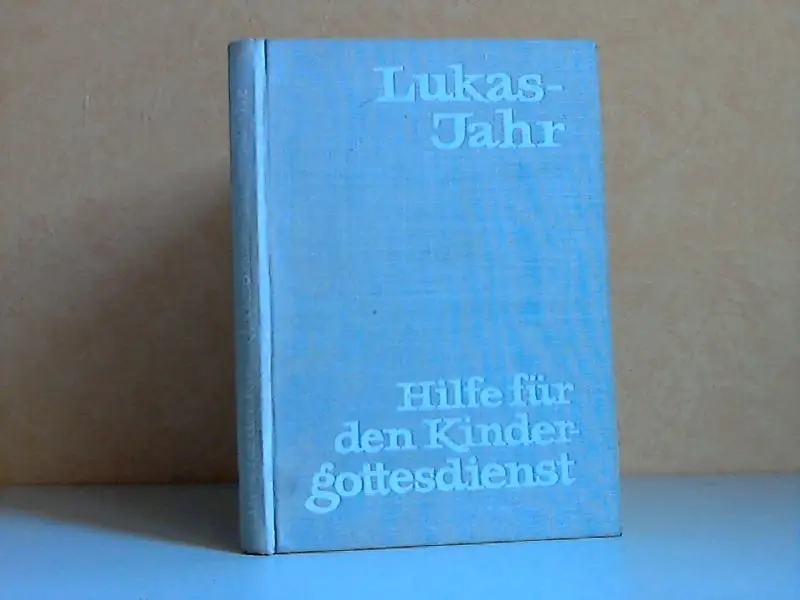 Lukas-
Jahr
Hilfe für
den Kinder-
gottesdienst